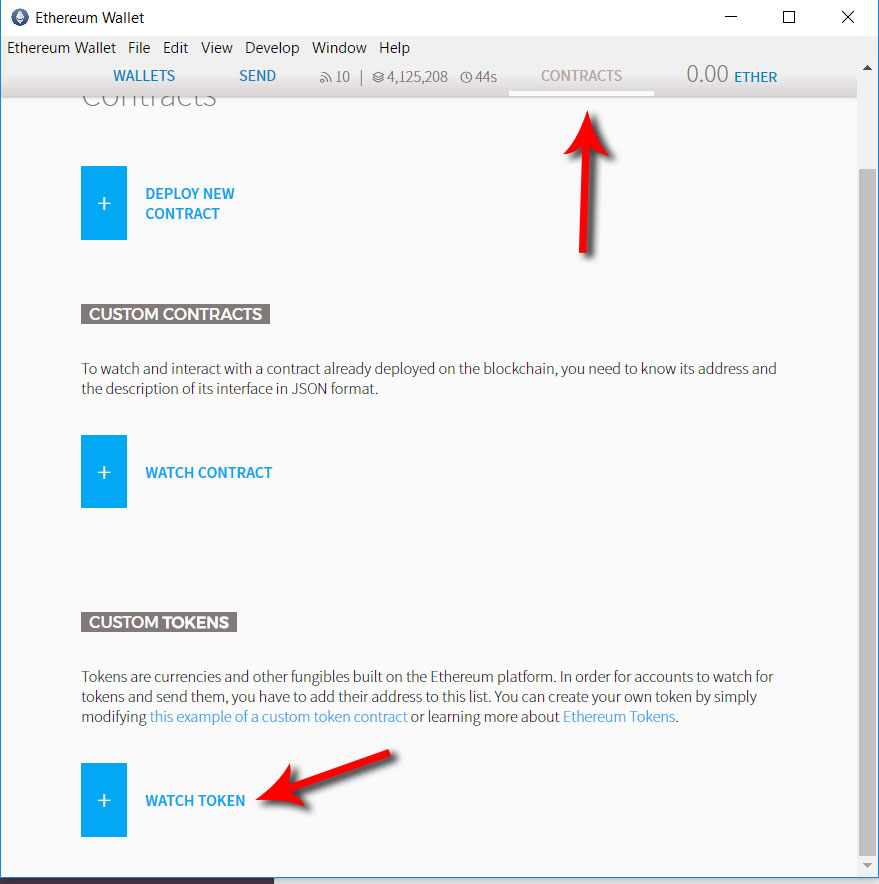 Ethereum Wallet
Ethereum Wallet File Edit View Develop Window Help
WALLETS SEND 10 | 4,125,208 44s CONTRACTS 0.00 ETHER
Contracts
+ DEPLOY NEW
CONTRACT
CUSTOM CONTRACTS
To watch and interact with a contract already deployed on the blockchain, you need to know its address and
the description of its interface in JSON format.
+ WATCH CONTRACT
CUSTOM TOKENS
Tokens are currencies and other fungibles built on the Ethereum platform. In order for accounts to watch for
tokens and send them, you have to add their address to this list. You can create your own token by simply
modifying this example of a custom token contract or learning more about Ethereum Tokens.
+ WATCH TOKEN